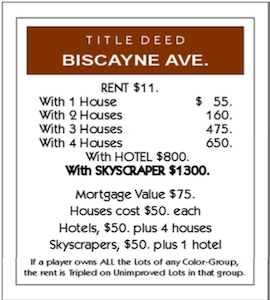 TITLE DEED
BISCAYNE AVE.
RENT $11.
With 1 House $ 55.
With 2 Houses 160.
With 3 Houses 475.
With 4 Houses 650.
With HOTEL $800.
With SKYSCRAPER $1300.
Mortgage Value $75.
Houses cost $50. each
Hotels, $50. plus 4 houses
Skyscrapers, $50. plus 1 hotel
If a player owns ALL the Lots of any Color-Group,
the rent is Tripled on Unimproved Lots in that group.